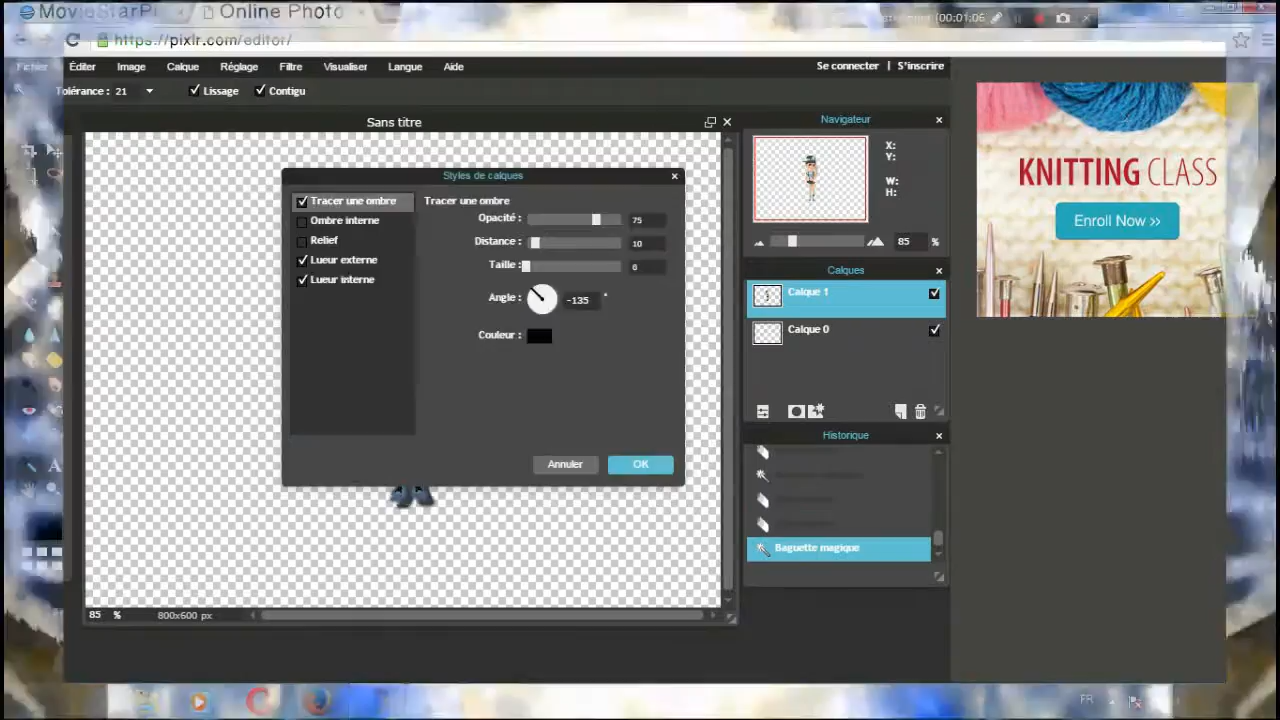 MovieStarPl
Online Photo
[00:01:06
https://pixlr.com/editor/
Fichier Éditer Image Calque Réglage Filtre Visualiser Langue Aide
Se connecter | S'inscrire
Tolérance : 21 Lissage Contigu
Sans titre
Navigateur
X:
Y:
W:
H:
85 %
Styles de calques
Tracer une ombre
Ombre interne
Relief
Lueur externe
Lueur interne
Tracer une ombre
Opacité : 75
Distance : 10
Taille : 0
Angle : -135 °
Couleur :
Annuler OK
Calques
Calque 1
Calque 0
Historique
Baguette magique
85 % 800x600 px
KNITTING CLASS
Enroll Now >>
FR